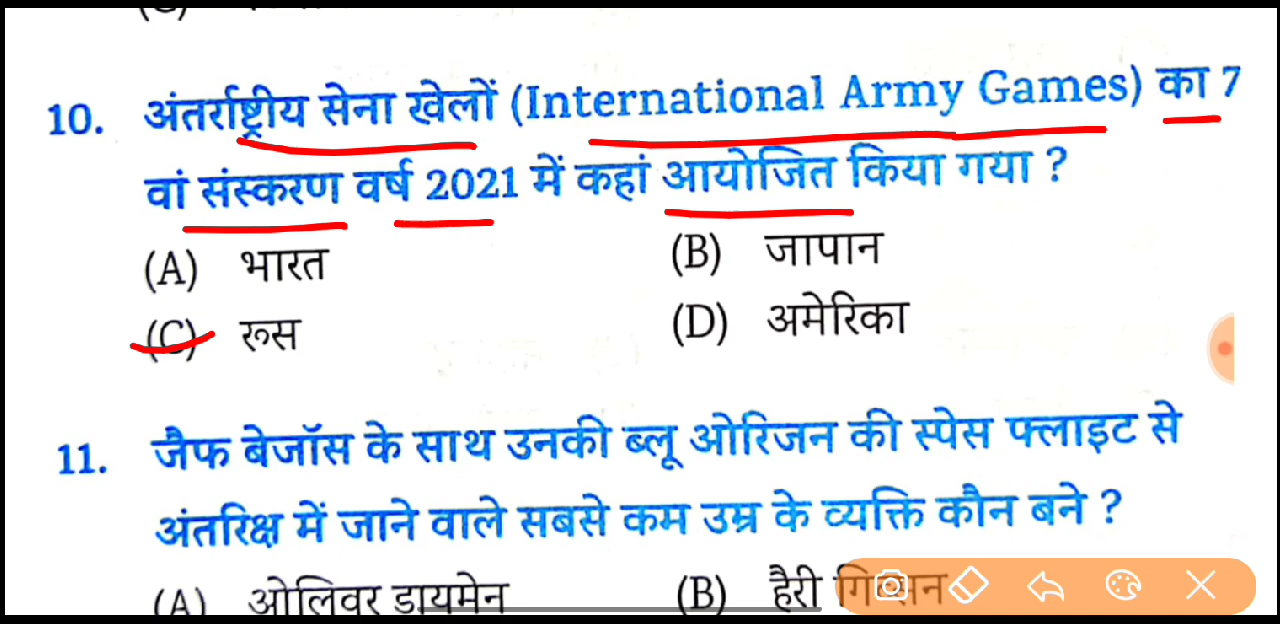 10. अंतर्राष्ट्रीय सेना खेलों (International Army Games) का 7
वां संस्करण वर्ष 2021 में कहां आयोजित किया गया ?
(A) भारत (B) जापान
(C) रूस (D) अमेरिका
11. जैफ बेजॉस के साथ उनकी ब्लू ओरिजन की स्पेस फ्लाइट से
अंतरिक्ष में जाने वाले सबसे कम उम्र के व्यक्ति कौन बने ?
(A) ओलिवर डायमेन (B) हैरी